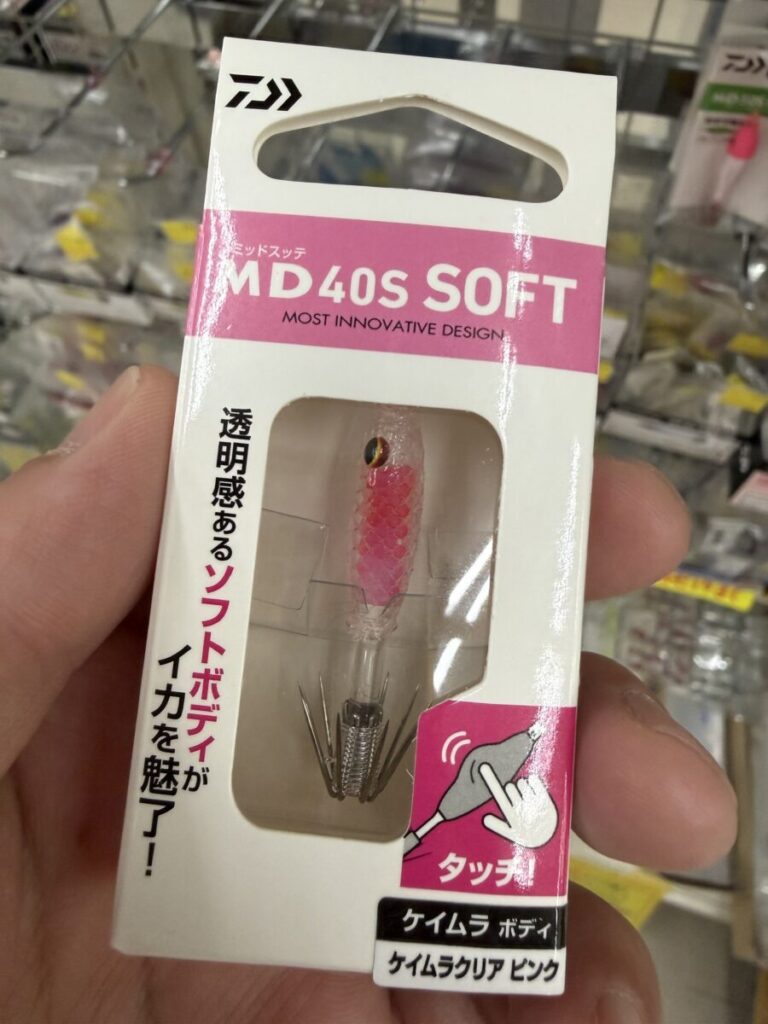 ミッドスッテ
MD40S SOFT
MOST INNOVATIVE DESIGN
透明感あるソフトボディが
イカを魅了!
タッチ!
ケイムラ ボディ
ケイムラクリア ピンク